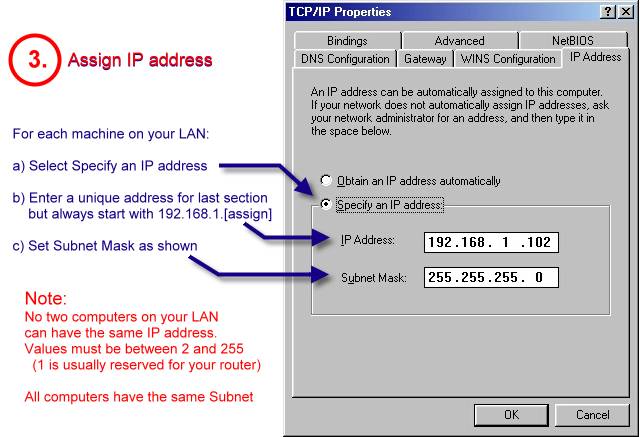 3. Assign IP address
For each machine on your LAN:
a) Select Specify an IP address
b) Enter a unique address for last section
but always start with 192.168.1.[assign]
c) Set Subnet Mask as shown
Note:
No two computers on your LAN
can have the same IP address.
Values must be between 2 and 255
(1 is usually reserved for your router)
All computers have the same Subnet
TCP/IP Properties
Bindings Advanced NetBIOS
DNS Configuration Gateway WINS Configuration IP Address
An IP address can be automatically assigned to this computer.
If your network does not automatically assign IP addresses, ask
your network administrator for an address, and then type it in
the space below.
Obtain an IP address automatically
Specify an IP address:
IP Address: 192.168. 1 .102
Subnet Mask: 255.255.255. 0
OK Cancel